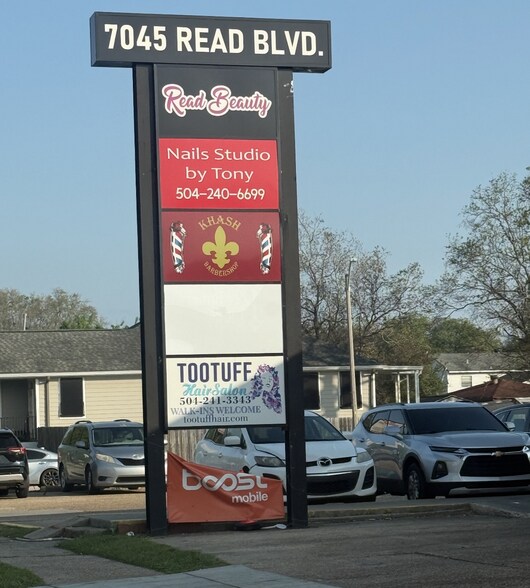 7045 READ BLVD.
Read Beauty
Nails Studio
by Tony
504-240-6699
KHASH
BARBERSHOP
TOOTUFF
HairSalon
504-241-3343
WALK-INS WELCOME
tootuffhair.com
boost
mobile